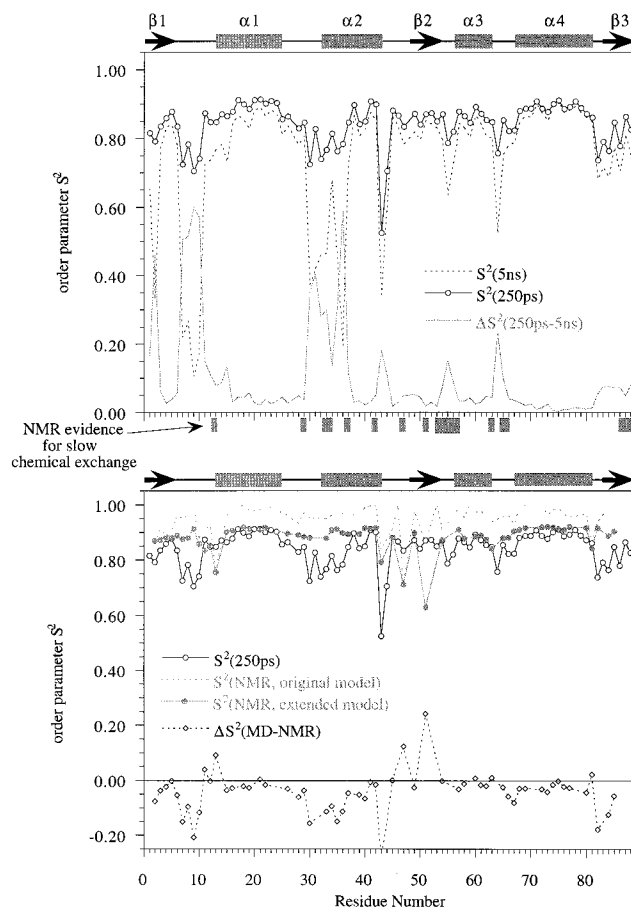 β1 α1 α2 β2 α3 α4 β3
1.00
0.80
0.60
0.40
0.20
0.00
order parameter S²
S²(5ns)
S²(250ps)
ΔS²(250ps-5ns)
NMR evidence
for slow
chemical exchange
1.00
0.80
0.60
0.40
0.20
0.00
-0.20
order parameter S²
S²(250ps)
S²(NMR, original model)
S²(NMR, extended model)
ΔS²(MD-NMR)
0 10 20 30 40 50 60 70 80
Residue Number